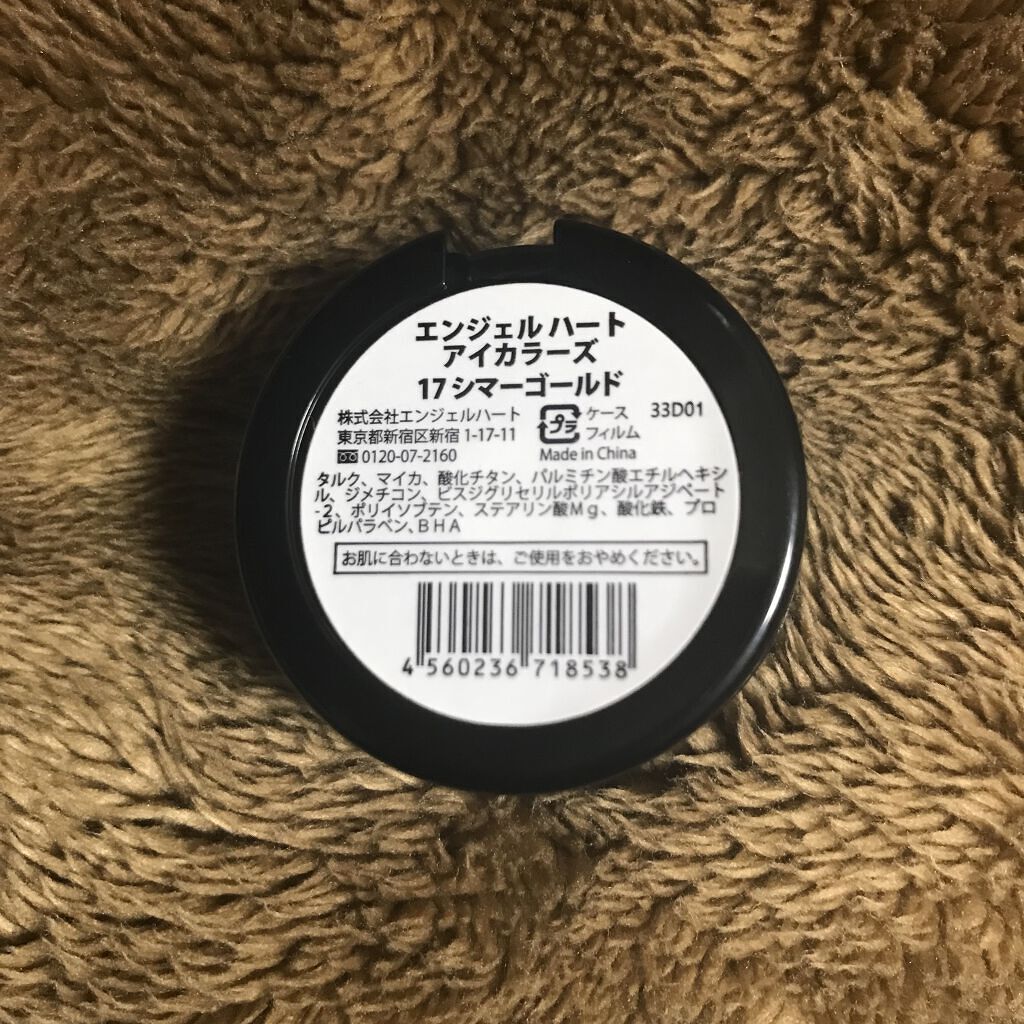 エンジェル ハート
アイカラーズ
17 シマーゴールド
株式会社エンジェルハート
東京都新宿区新宿 1-17-11
0120-07-2160
プラ
ケース
フィルム
33D01
Made in China
タルク、マイカ、酸化チタン、パルミチン酸エチルヘキシ
ル、ジメチコン、ビスジグリセリルポリアシルアジペート
-2、ポリイソブテン、ステアリン酸Mg、酸化鉄、プロ
ピルパラベン、BHA
お肌に合わないときは、ご使用をおやめください。
4 560236 718538